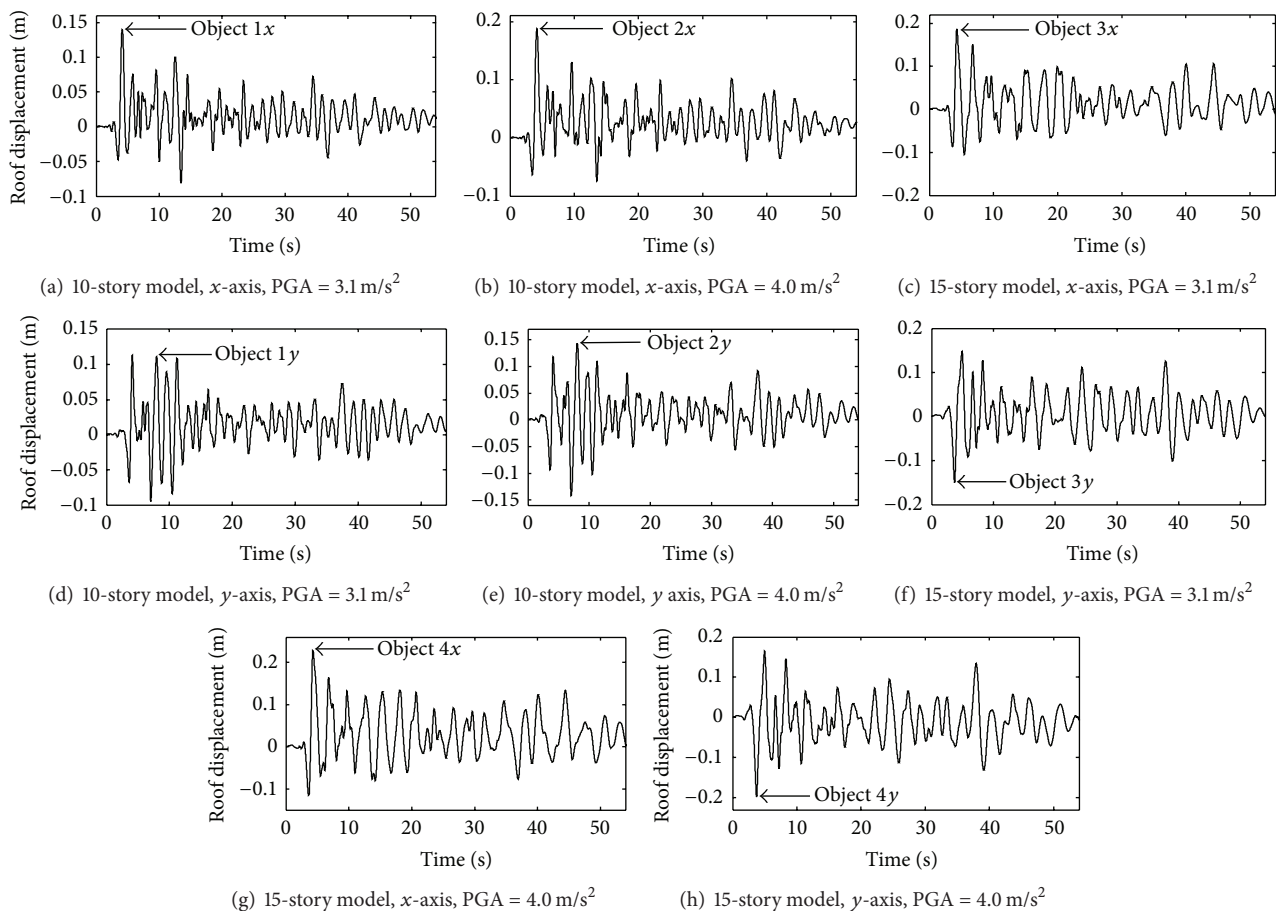 Roof displacement (m)
0.15
0.1
0.05
0
−0.05
−0.1
Object 1x
0 10 20 30 40 50
Time (s)
(a) 10-story model, x-axis, PGA = 3.1 m/s²
0.2
0.1
0
0.1
Object 2x
0 10 20 30 40 50
Time (s)
(b) 10-story model, x-axis, PGA = 4.0 m/s²
0.2
0.1
0
−0.1
−0.2
Object 3x
0 10 20 30 40 50
Time (s)
(c) 15-story model, x-axis, PGA = 3.1 m/s²
Roof displacement (m)
0.15
0.1
0.05
0
−0.05
−0.1
Object 1y
0 10 20 30 40 50
Time (s)
(d) 10-story model, y-axis, PGA = 3.1 m/s²
0.15
0.1
0.05
0
−0.05
−0.1
−0.15
Object 2y
0 10 20 30 40 50
Time (s)
(e) 10-story model, y axis, PGA = 4.0 m/s²
0.2
0.1
0
−0.1
−0.2
Object 3y
0 10 20 30 40 50
Time (s)
(f) 15-story model, y-axis, PGA = 3.1 m/s²
Roof displacement (m)
0.2
0.1
0
−0.1
Object 4x
0 10 20 30 40 50
Time (s)
(g) 15-story model, x-axis, PGA = 4.0 m/s²
Roof displacement (m)
0.2
0.1
0
−0.1
−0.2
Object 4y
0 10 20 30 40 50
Time (s)
(h) 15-story model, y-axis, PGA = 4.0 m/s²